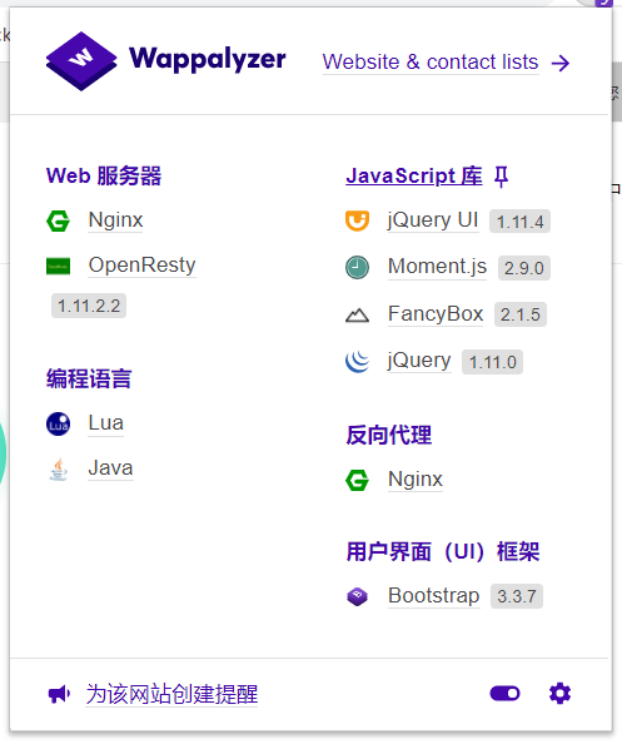 Wappalyzer
Website & contact lists
Web 服务器
Nginx
OpenResty
1.11.2.2
编程语言
Lua
Java
JavaScript 库
jQuery UI 1.11.4
Moment.js 2.9.0
FancyBox 2.1.5
jQuery 1.11.0
反向代理
Nginx
用户界面（UI）框架
Bootstrap 3.3.7
为该网站创建提醒